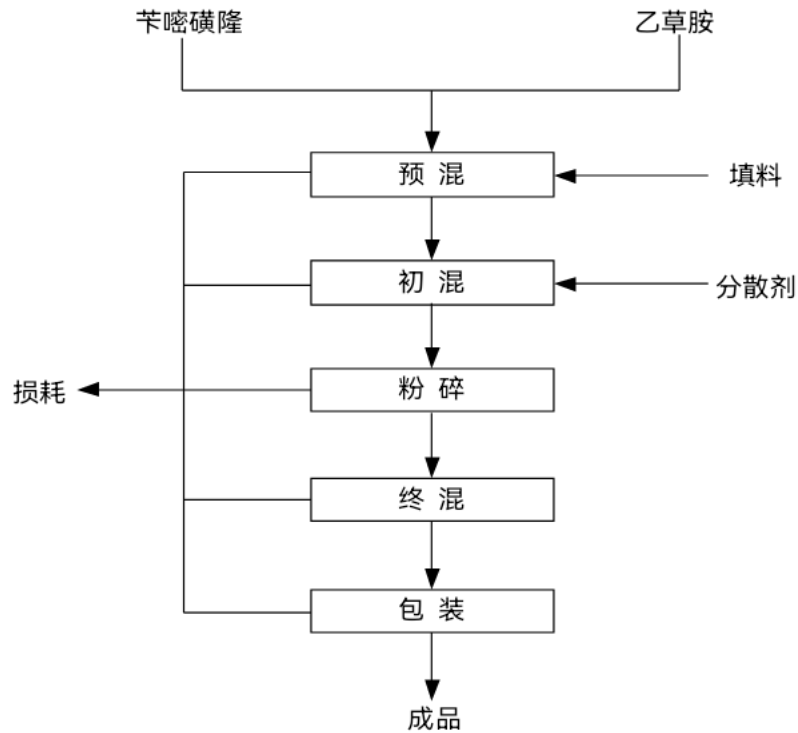 苄嘧磺隆
乙草胺
预 混
填料
初 混
分散剂
损耗
粉 碎
终 混
包 装
成品